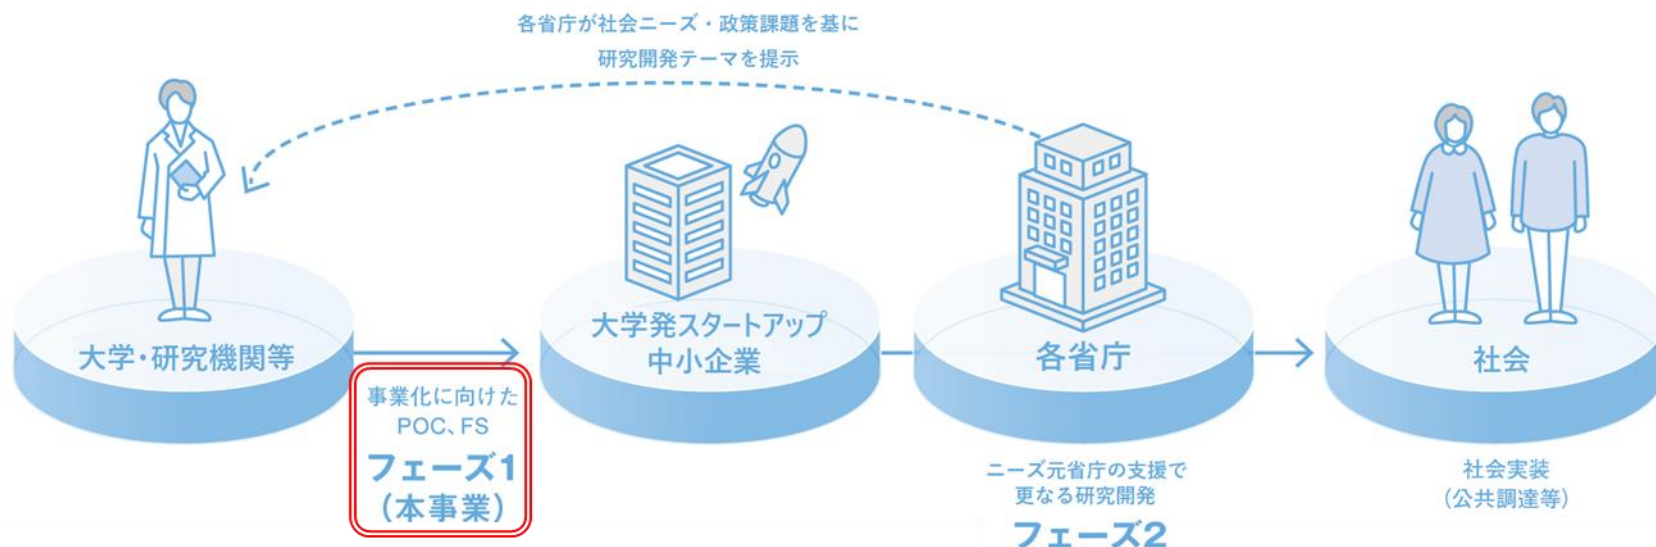 各省庁が社会ニーズ・政策課題を基に
研究開発テーマを提示
大学・研究機関等
事業化に向けた
POC、FS
フェーズ1
（本事業）
大学発スタートアップ
中小企業
各省庁
ニーズ元省庁の支援で
更なる研究開発
フェーズ2
社会
社会実装
（公共調達等）